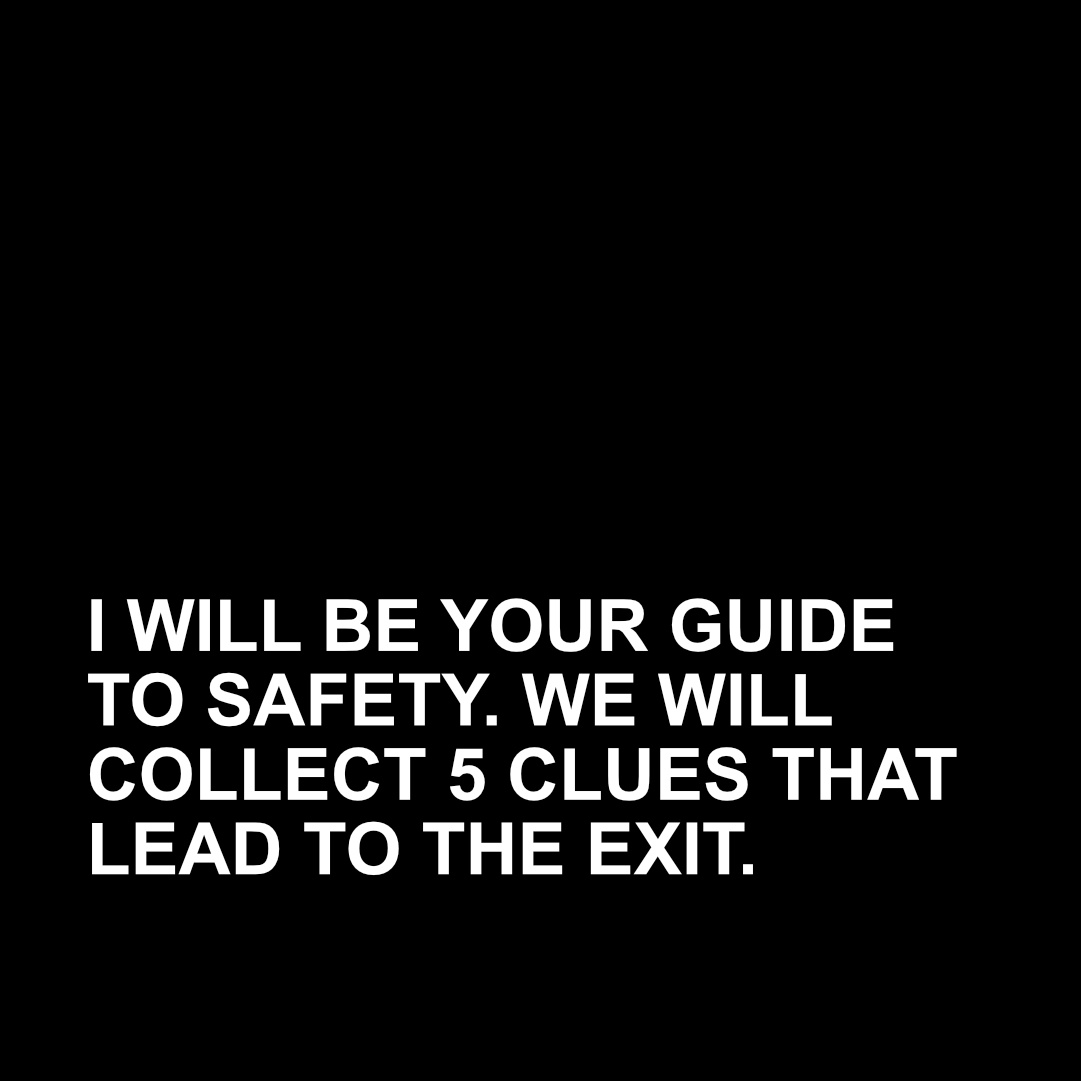 I WILL BE YOUR GUIDE
TO SAFETY. WE WILL
COLLECT 5 CLUES THAT
LEAD TO THE EXIT.